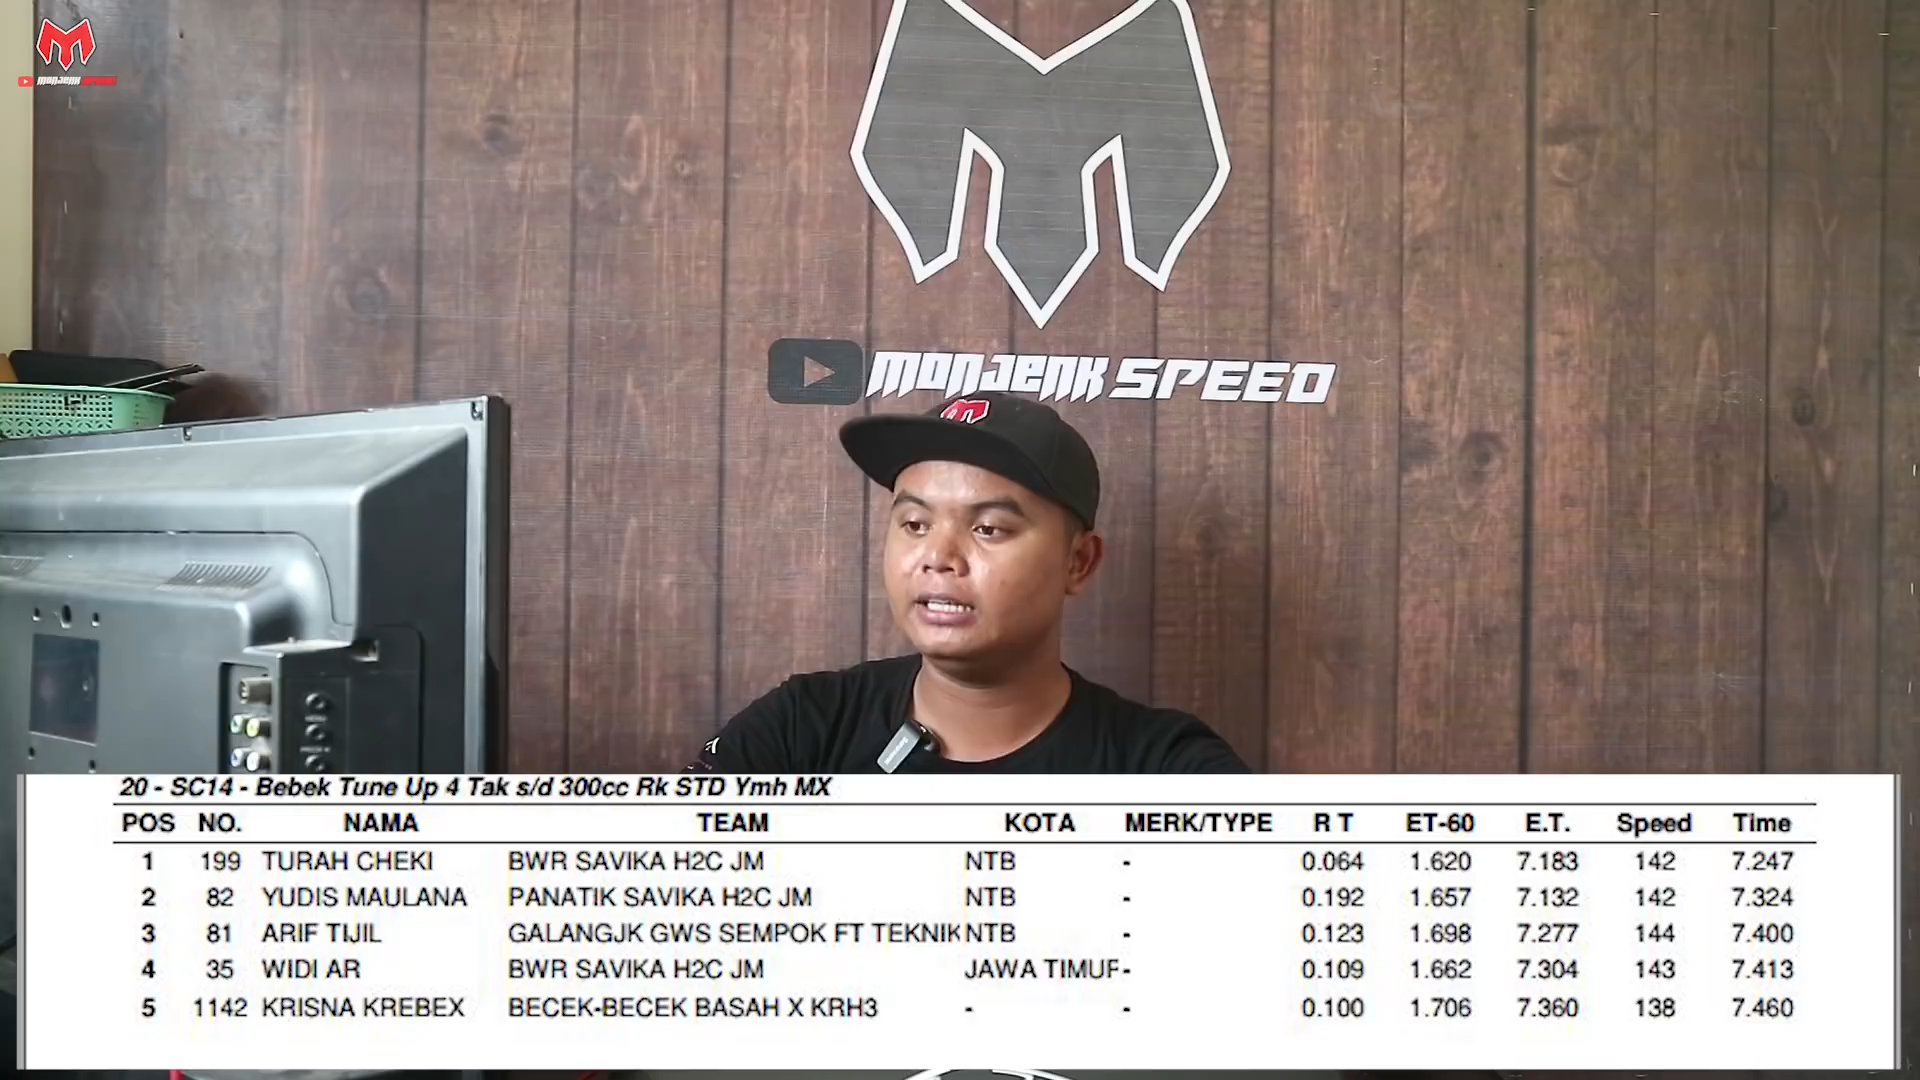 MONJENK SPEED
MONJENK SPEED
20 - SC14 - Bebek Tune Up 4 Tak s/d 300cc Rk STD Ymh MX
POS NO. NAMA TEAM KOTA MERK/TYPE R T ET-60 E.T. Speed Time
1 199 TURAH CHEKI BWR SAVIKA H2C JM NTB - 0.064 1.620 7.183 142 7.247
2 82 YUDIS MAULANA PANATIK SAVIKA H2C JM NTB - 0.192 1.657 7.132 142 7.324
3 81 ARIF TIJIL GALANGJK GWS SEMPOK FT TEKNIK NTB - 0.123 1.698 7.277 144 7.400
4 35 WIDI AR BWR SAVIKA H2C JM JAWA TIMUR - 0.109 1.662 7.304 143 7.413
5 1142 KRISNA KREBEX BECEK-BECEK BASAH X KRH3 - - 0.100 1.706 7.360 138 7.460